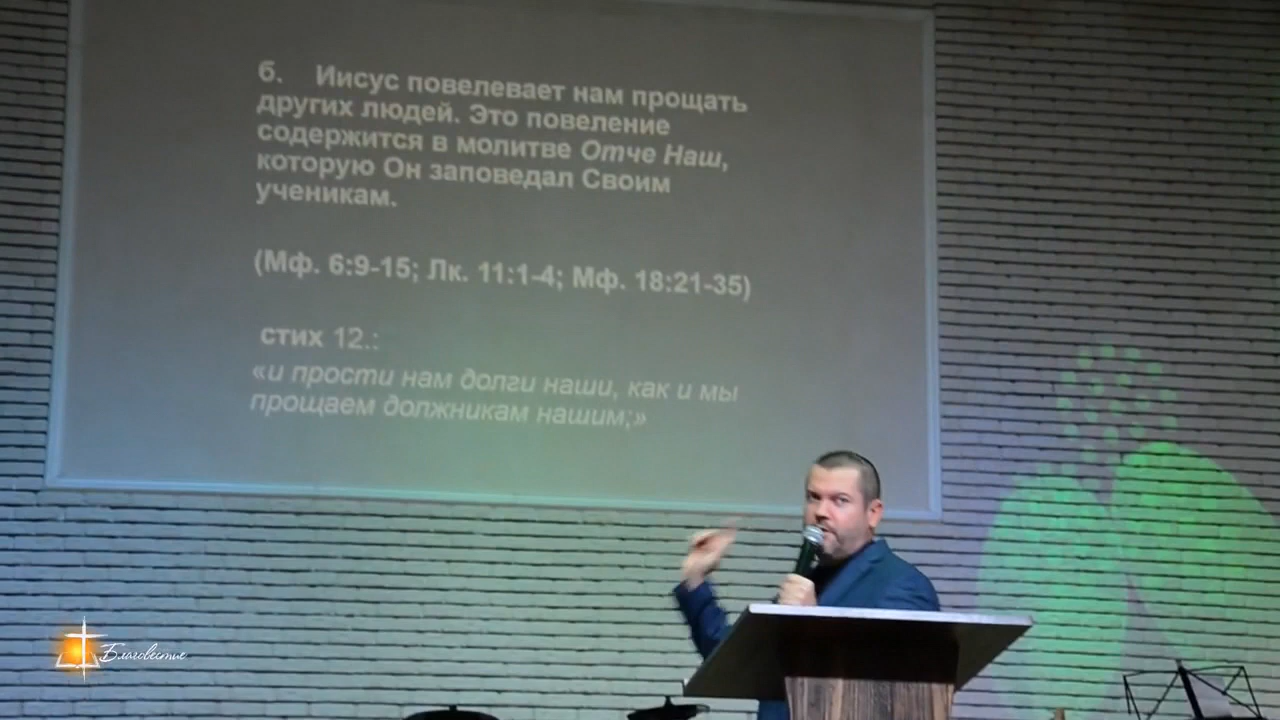 б. Иисус повелевает нам прощать
других людей. Это повеление
содержится в молитве Отче Наш,
которую Он заповедал Своим
ученикам.
(Мф. 6:9-15; Лк. 11:1-4; Мф. 18:21-35)
стих 12.:
«и прости нам долги наши, как и мы
прощаем должникам нашим;»
Благовестие